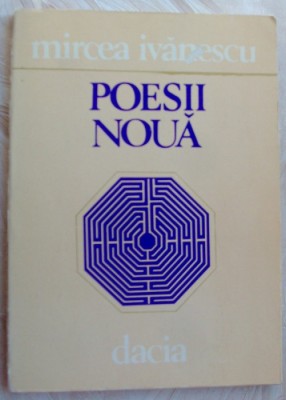 mircea ivănescu
POESII
NOUĂ
dacia